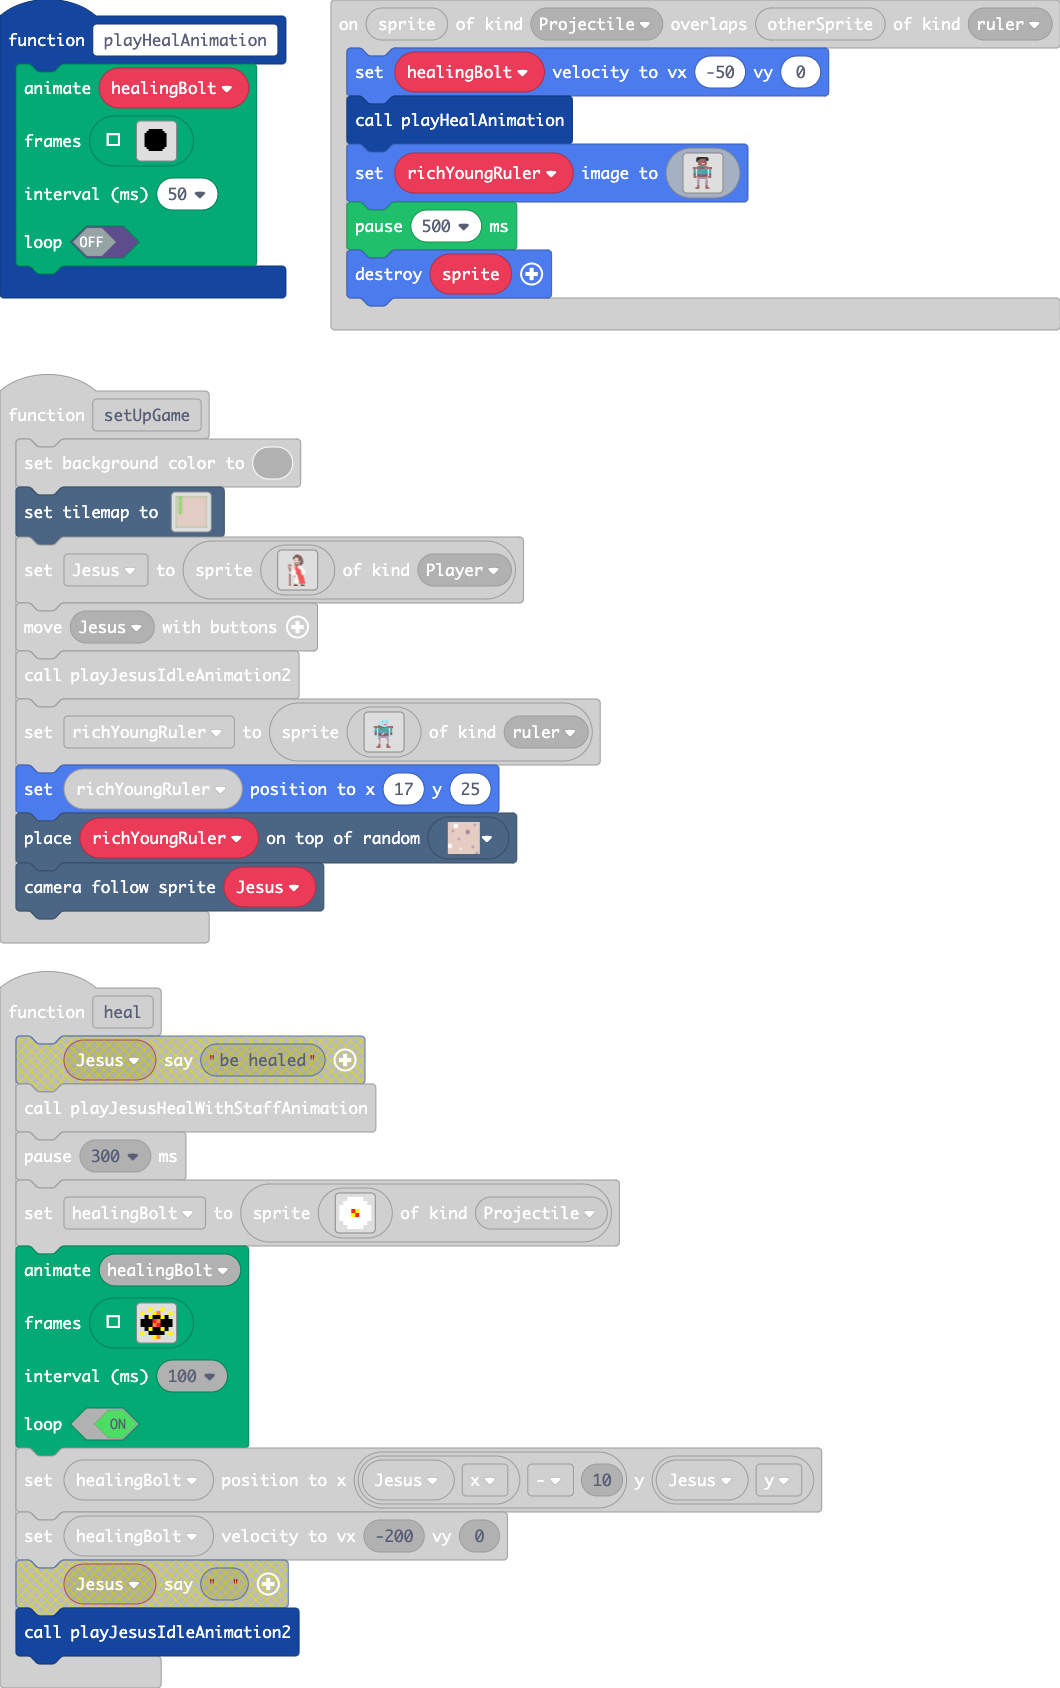 function playHealAnimation
animate healingBolt
frames
interval (ms) 50
loop OFF
on sprite of kind Projectile overlaps otherSprite of kind ruler
set healingBolt velocity to vx -50 vy 0
call playHealAnimation
set richYoungRuler image to
pause 500 ms
destroy sprite
function setUpGame
set background color to
set tilemap to
set Jesus to sprite of kind Player
move Jesus with buttons
call playJesusIdleAnimation2
set richYoungRuler to sprite of kind ruler
set richYoungRuler position to x 17 y 25
place richYoungRuler on top of random
camera follow sprite Jesus
function heal
Jesus say "be healed"
call playJesusHealWithStaffAnimation
pause 300 ms
set healingBolt to sprite of kind Projectile
animate healingBolt
frames
interval (ms) 100
loop ON
set healingBolt position to x Jesus x - 10 y Jesus y
set healingBolt velocity to vx -200 vy 0
Jesus say " "
call playJesusIdleAnimation2